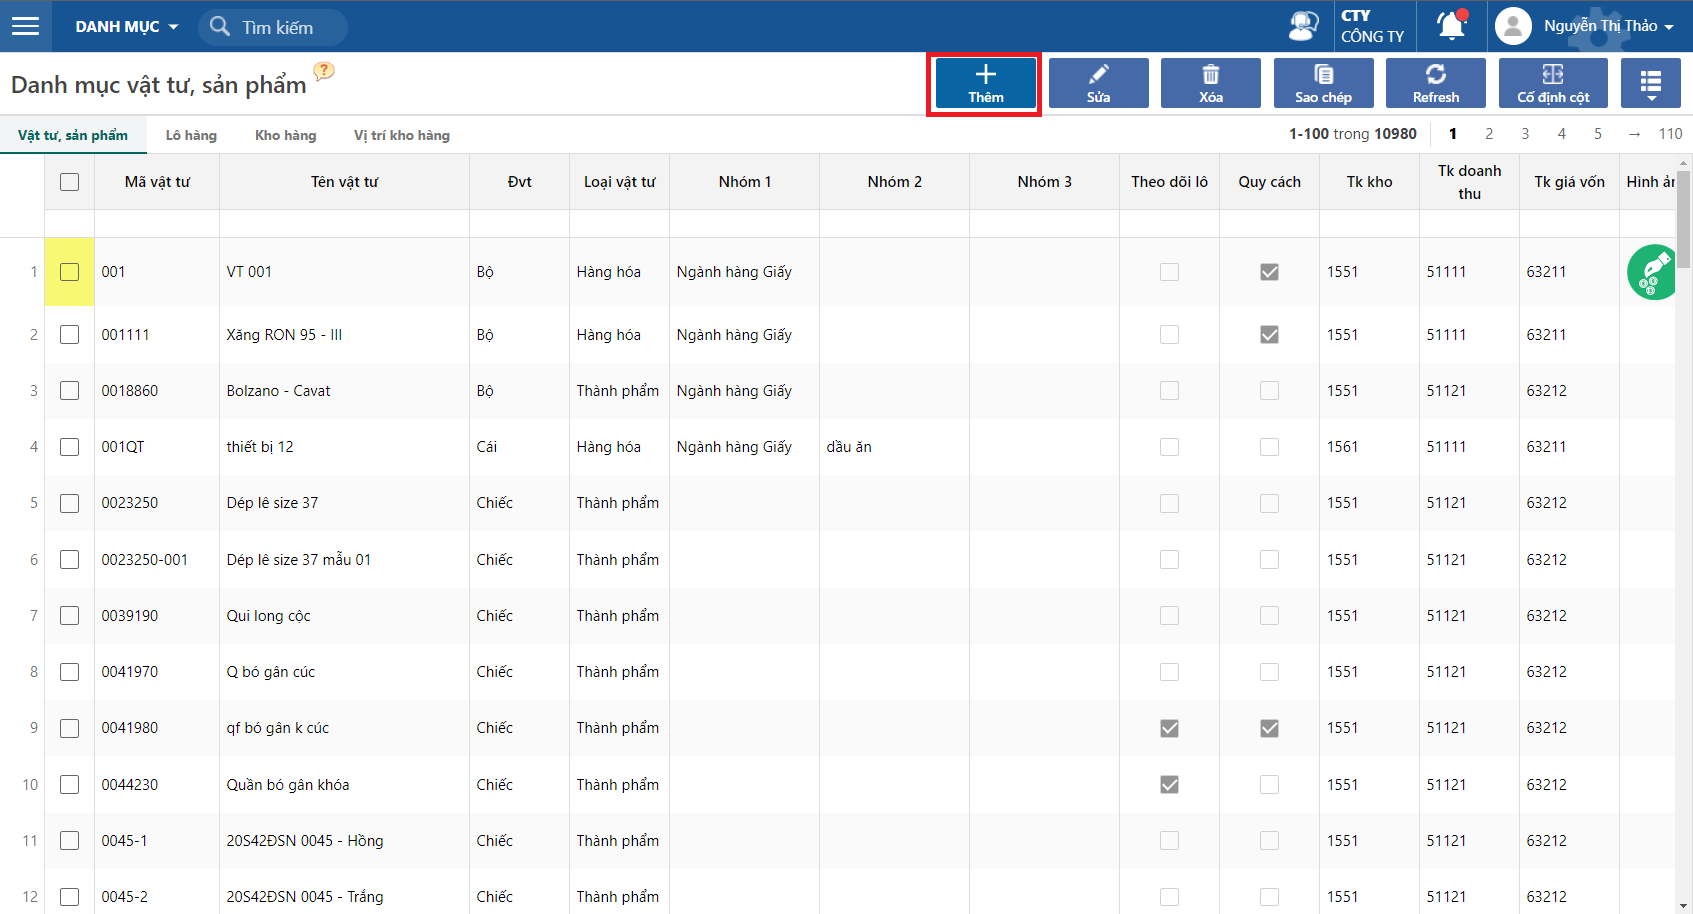 DANH MỤC
Tìm kiếm
CTY
CÔNG TY
Nguyễn Thị Thảo
Danh mục vật tư, sản phẩm
?
Thêm
Sửa
Xóa
Sao chép
Refresh
Cố định cột
Vật tư, sản phẩm Lô hàng Kho hàng Vị trí kho hàng
1-100 trong 10980 1 2 3 4 5 → 110
Mã vật tư Tên vật tư Đvt Loại vật tư Nhóm 1 Nhóm 2 Nhóm 3 Theo dõi lô Quy cách Tk kho Tk doanh thu Tk giá vốn Hình ản
1 001 VT 001 Bộ Hàng hóa Ngành hàng Giấy 1551 51111 63211
2 001111 Xăng RON 95 - III Bộ Hàng hóa Ngành hàng Giấy 1551 51111 63211
3 0018860 Bolzano - Cavat Bộ Thành phẩm Ngành hàng Giấy 1551 51121 63212
4 001QT thiết bị 12 Cái Hàng hóa Ngành hàng Giấy dầu ăn 1561 51111 63211
5 0023250 Dép lê size 37 Chiếc Thành phẩm 1551 51121 63212
6 0023250-001 Dép lê size 37 mẫu 01 Chiếc Thành phẩm 1551 51121 63212
7 0039190 Qui long cộc Chiếc Thành phẩm 1551 51121 63212
8 0041970 Q bó gân cúc Chiếc Thành phẩm 1551 51121 63212
9 0041980 qf bó gân k cúc Chiếc Thành phẩm 1551 51121 63212
10 0044230 Quần bó gân khóa Chiếc Thành phẩm 1551 51121 63212
11 0045-1 20S42ĐSN 0045 - Hồng Chiếc Thành phẩm 1551 51121 63212
12 0045-2 20S42ĐSN 0045 - Trắng Chiếc Thành phẩm 1551 51121 63212